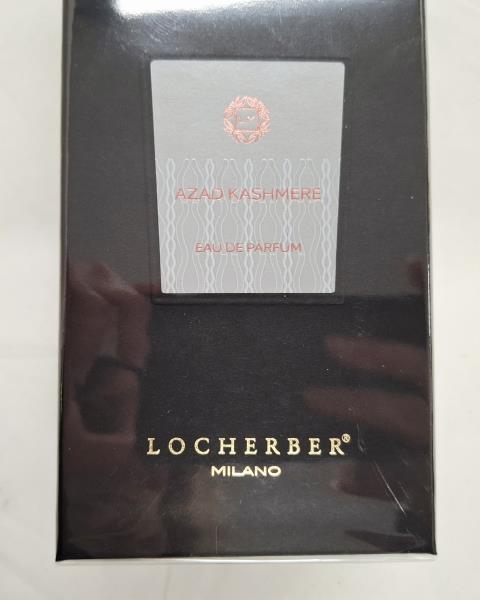 AZAD KASHMERE
EAU DE PARFUM
LOCHERBER®
MILANO